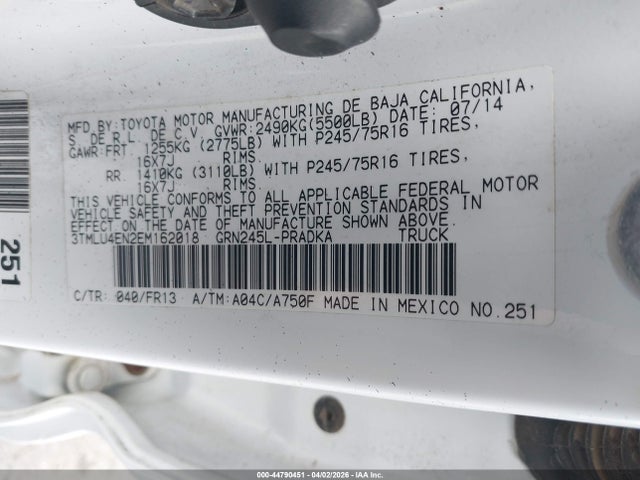 MFD.BY:TOYOTA MOTOR MANUFACTURING DE BAJA CALIFORNIA,
S. DE R.L. DE C.V. GVWR:2490KG(5500LB) DATE: 07/14
GAWR:FRT. 1255KG (2775LB) WITH P245/75R16 TIRES,
16X7J RIMS.
RR. 1410KG (3110LB) WITH P245/75R16 TIRES,
16X7J RIMS.
THIS VEHICLE CONFORMS TO ALL APPLICABLE FEDERAL MOTOR
VEHICLE SAFETY AND THEFT PREVENTION STANDARDS IN
EFFECT ON THE DATE OF MANUFACTURE SHOWN ABOVE.
3TMLU4EN2EM162018 GRN245L-PRADKA TRUCK
C/TR: 040/FR13 A/TM:A04C/A750F MADE IN MEXICO NO.251
251
000-44790451 - 04/02/2026 - IAAI.COM